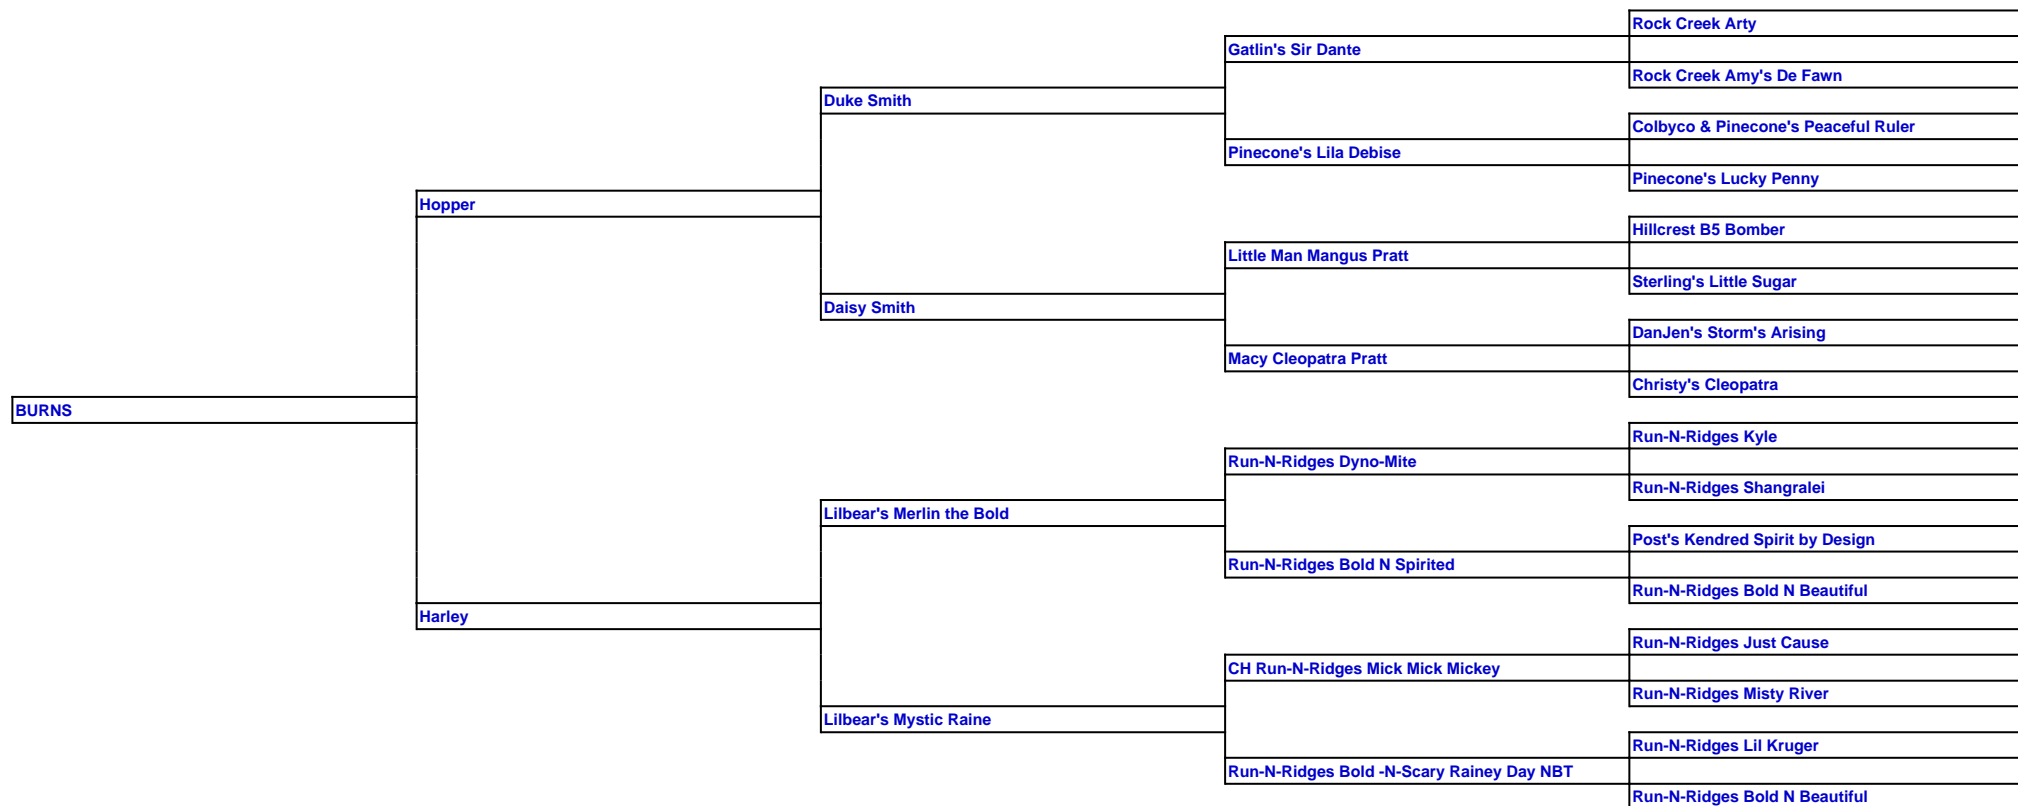 Rock Creek Arty
Gatlin's Sir Dante
Rock Creek Amy's De Fawn
Duke Smith
Colbyco & Pinecone's Peaceful Ruler
Pinecone's Lila Debise
Pinecone's Lucky Penny
Hopper
Hillcrest B5 Bomber
Little Man Mangus Pratt
Sterling's Little Sugar
Daisy Smith
DanJen's Storm's Arising
Macy Cleopatra Pratt
Christy's Cleopatra
BURNS
Run-N-Ridges Kyle
Run-N-Ridges Dyno-Mite
Run-N-Ridges Shangralei
Lilbear's Merlin the Bold
Post's Kendred Spirit by Design
Run-N-Ridges Bold N Spirited
Run-N-Ridges Bold N Beautiful
Harley
Run-N-Ridges Just Cause
CH Run-N-Ridges Mick Mick Mickey
Run-N-Ridges Misty River
Lilbear's Mystic Raine
Run-N-Ridges Lil Kruger
Run-N-Ridges Bold -N-Scary Rainey Day NBT
Run-N-Ridges Bold N Beautiful